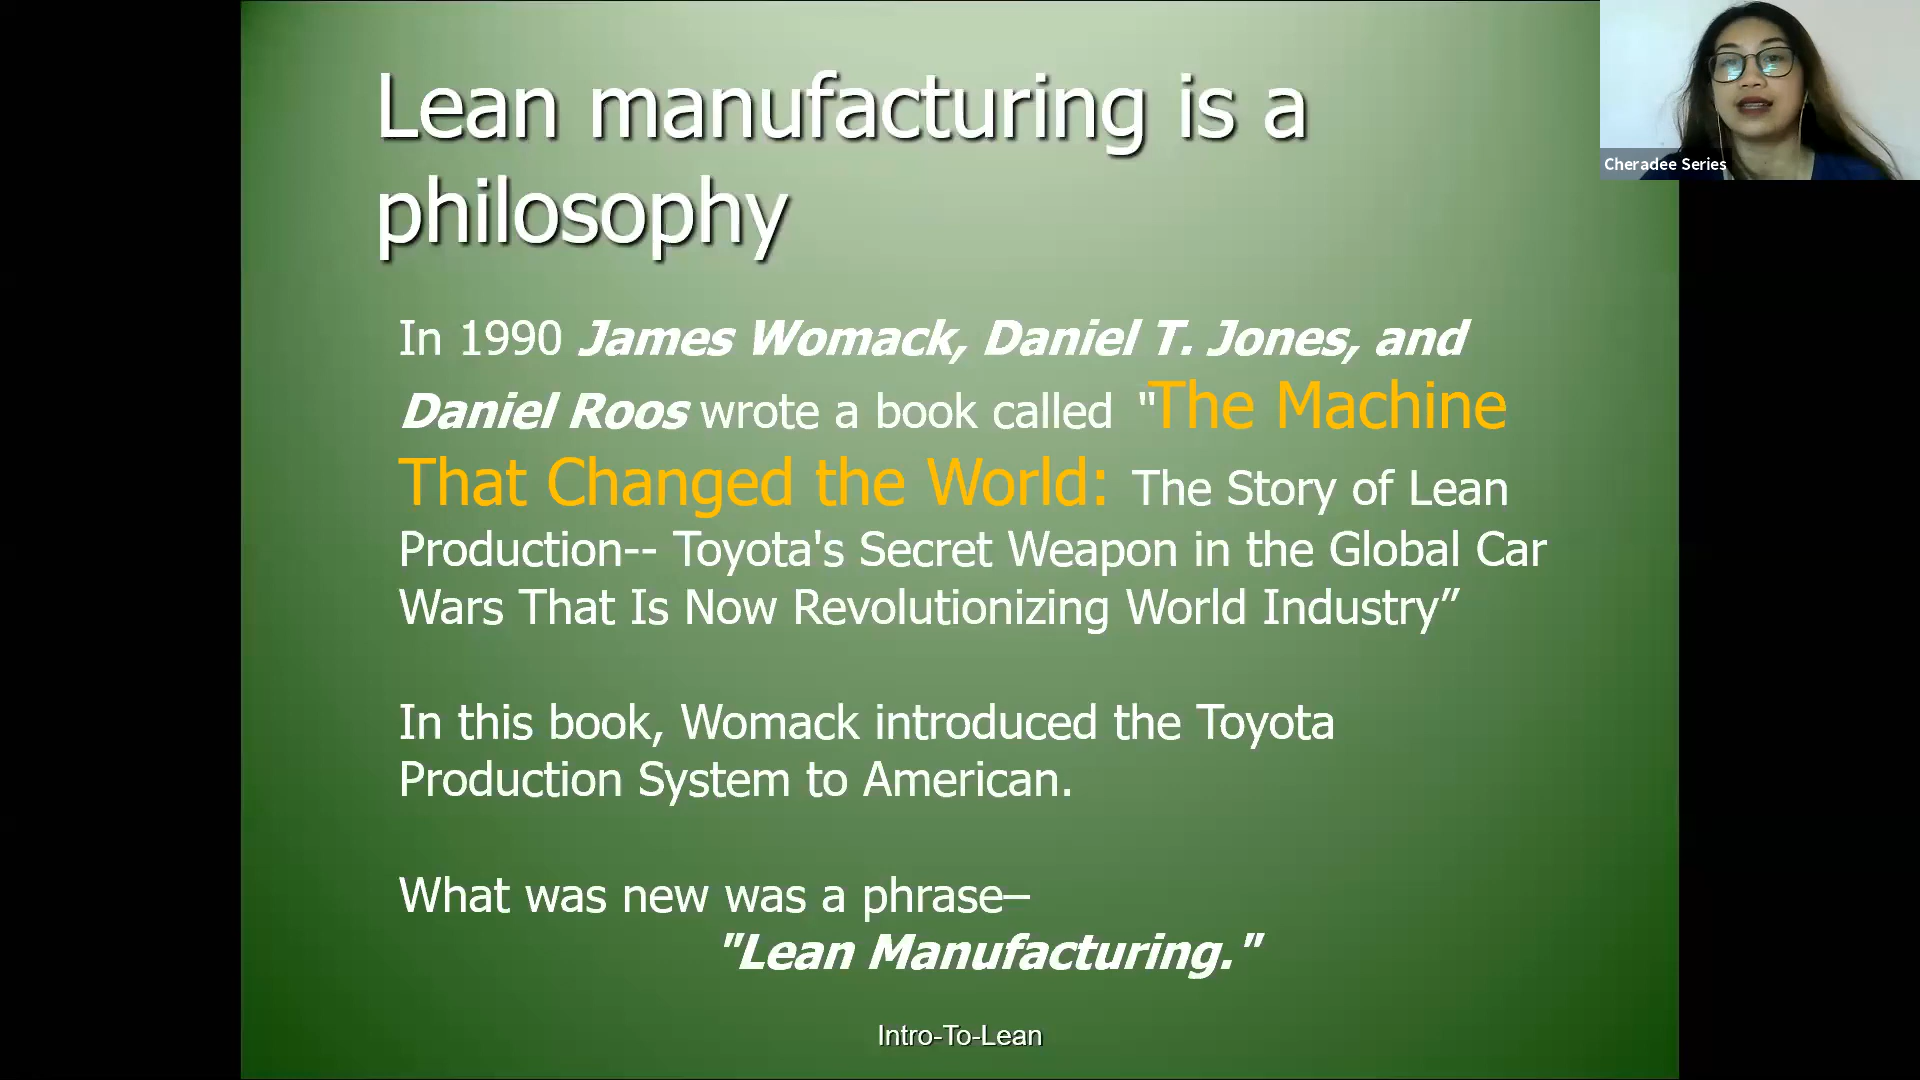 Lean manufacturing is a
philosophy
Cheradee Series
In 1990 James Womack, Daniel T. Jones, and
Daniel Roos wrote a book called "The Machine
That Changed the World: The Story of Lean
Production-- Toyota's Secret Weapon in the Global Car
Wars That Is Now Revolutionizing World Industry”
In this book, Womack introduced the Toyota
Production System to American.
What was new was a phrase–
"Lean Manufacturing."
Intro-To-Lean